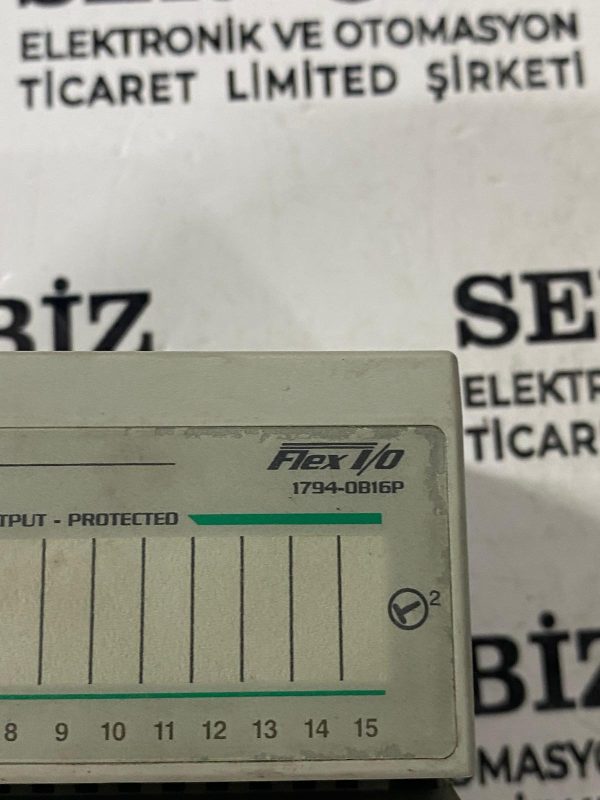 ELEKTRONİK VE OTOMASYON
TİCARET LİMİTED ŞİRKETİ
BİZ
SE
Flex I/O
1794-OB16P
TPUT - PROTECTED
2
8 9 10 11 12 13 14 15
ELEKTR
TİCAR
BİZ
MASYO